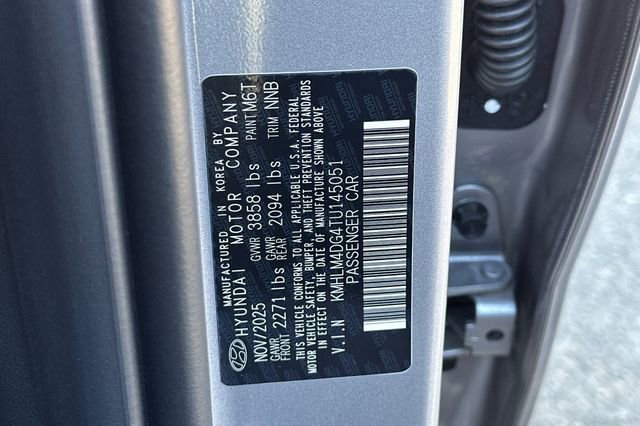 MANUFACTURED IN KOREA BY
HYUNDAI MOTOR COMPANY
NOV/2025 GVWR 3858 lbs PAINT M6T
GAWR FRONT 2271 lbs GAWR REAR 2094 lbs TRIM NNB
THIS VEHICLE CONFORMS TO ALL APPLICABLE U.S.A. FEDERAL
MOTOR VEHICLE SAFETY, BUMPER, AND THEFT PREVENTION STANDARDS
IN EFFECT ON THE DATE OF MANUFACTURE SHOWN ABOVE.
V.I.N KMHLM4DG4TU145051
PASSENGER CAR